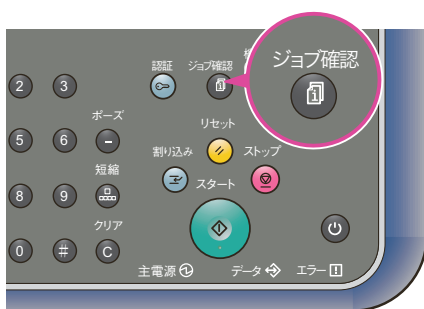 ジョブ確認
認証
ジョブ確認
2
3
ポーズ
リセット
5
6
割り込み
ストップ
短縮
スタート
8
9
クリア
0
#
C
主電源
データ
エラー